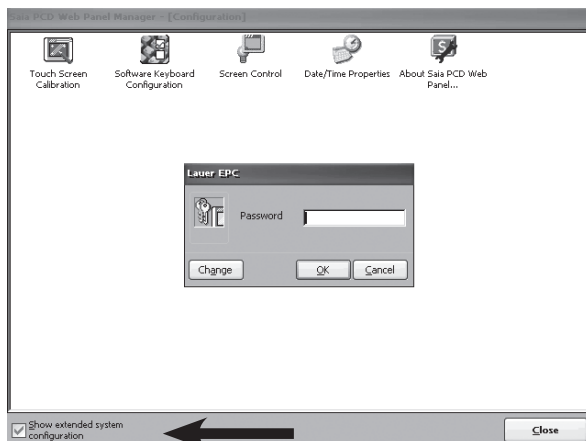 Saia PCD Web Panel Manager - [Configuration]
Touch Screen
Calibration
Software Keyboard
Configuration
Screen Control
Date/Time Properties
About Saia PCD Web
Panel...
Lauer EPC
Password
Change
OK
Cancel
Show extended system
configuration
Close